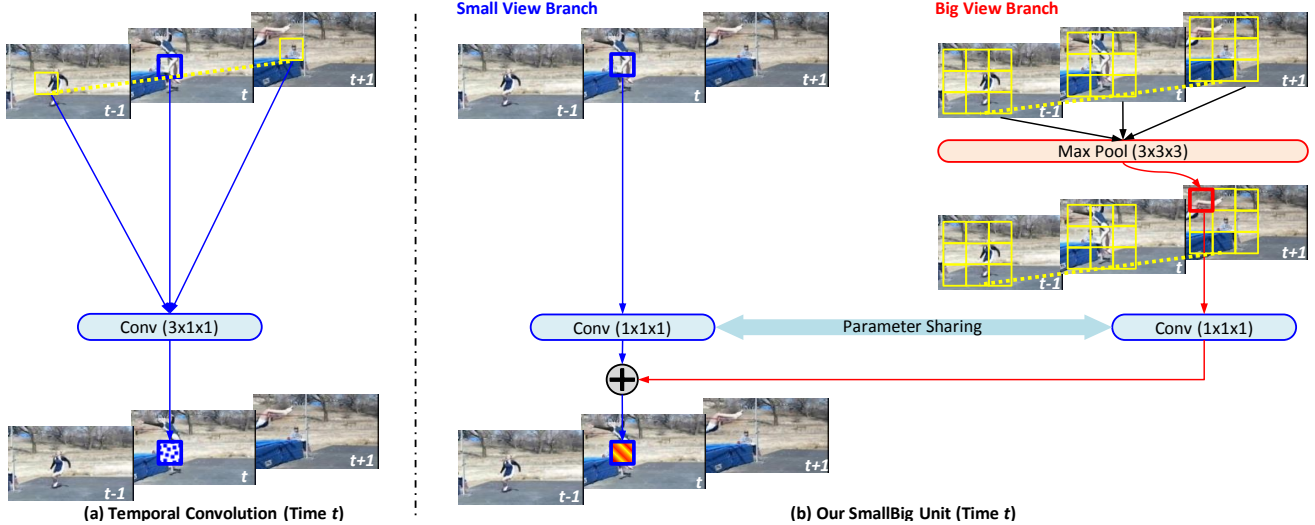 Small View Branch
Big View Branch
t-1
t
t+1
t-1
t
t+1
t-1
t
t+1
Max Pool (3x3x3)
t-1
t
t+1
Conv (3x1x1)
Conv (1x1x1)
Parameter Sharing
Conv (1x1x1)
t-1
t
t+1
t-1
t
t+1
(a) Temporal Convolution (Time t)
(b) Our SmallBig Unit (Time t)